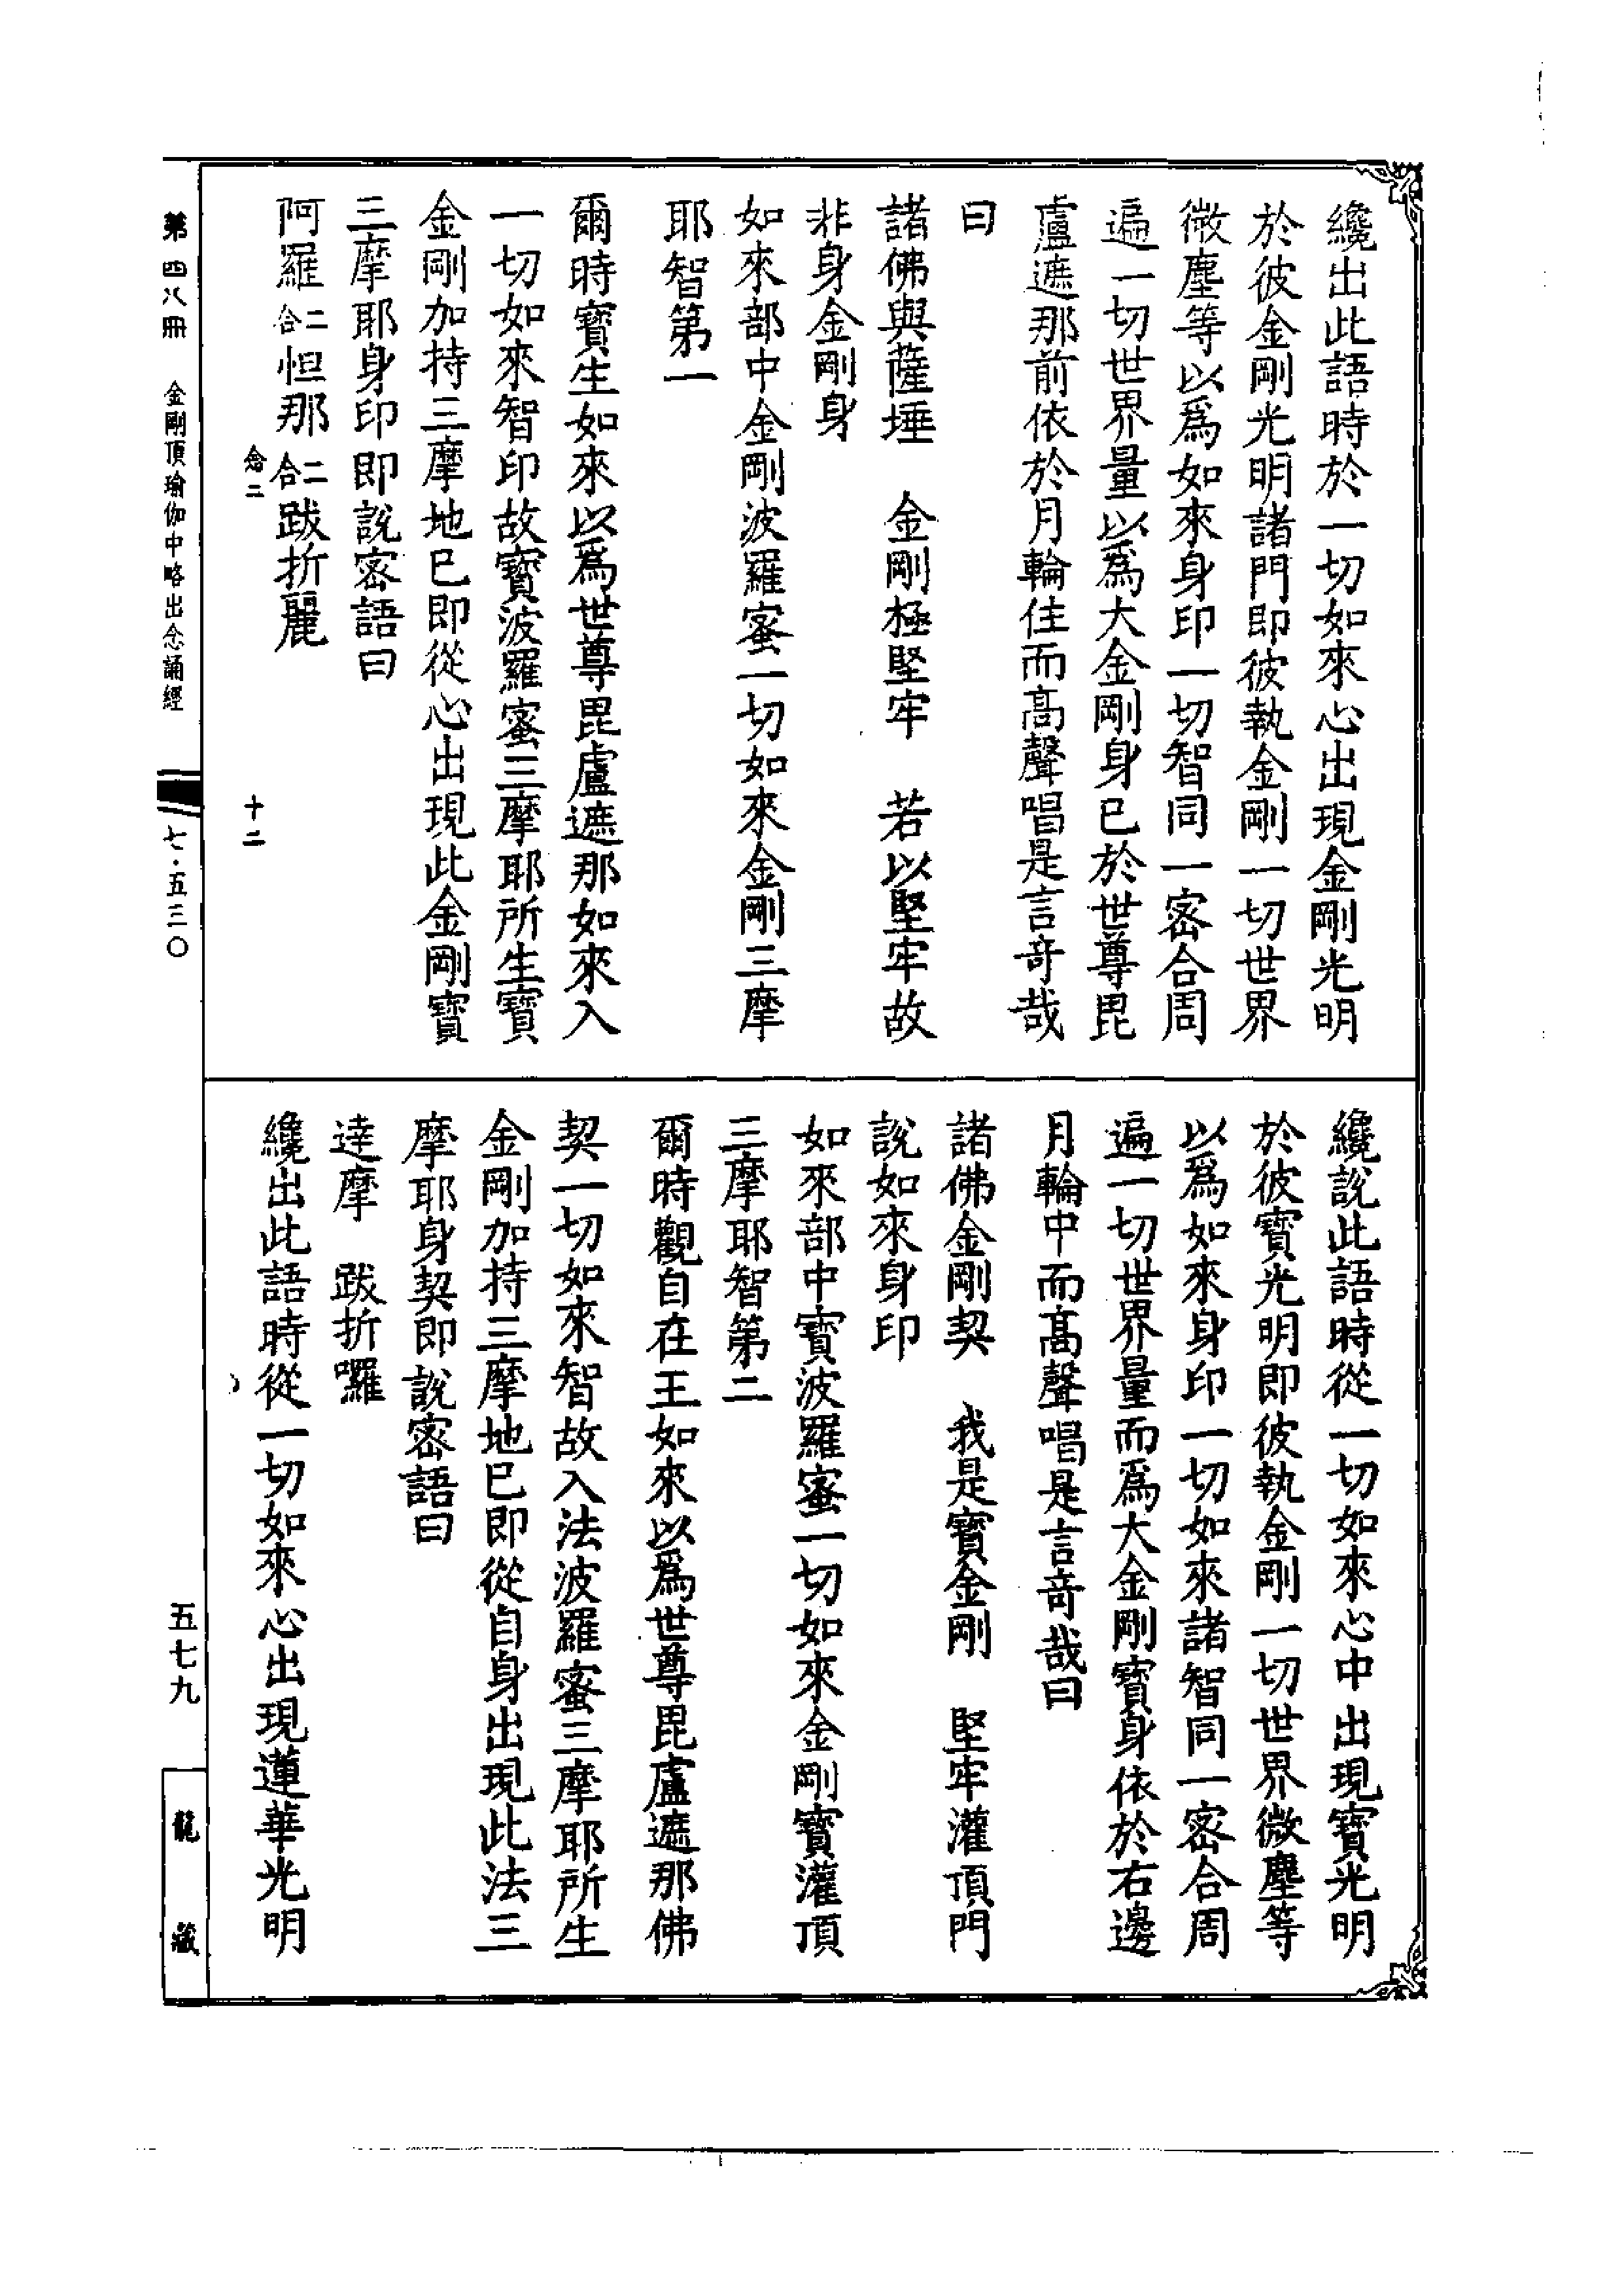 纔出此語時於一切如來心出現金剛光明
於彼金剛光明諸門即彼執金剛一切世界
微塵等以爲如來身印一切智同一密合周
遍一切世界量以爲大金剛身已於世尊毘
盧遮那前依於月輪住而高聲唱是言奇哉
曰
諸佛與薩埵　金剛極堅牢　若以堅牢故
非身金剛身
如來部中金剛波羅蜜一切如來金剛三摩
耶智第一
爾時寶生如來以爲世尊毘盧遮那如來入
一切如來智印故寶波羅蜜三摩耶所生寶
金剛加持三摩地已即從心出現此金剛寶
三摩耶身印即說密語曰
阿羅二合怛那二合跋折麗
念二　十二
纔說此語時從一切如來心中出現寶光明
於彼寶光明即彼執金剛一切世界微塵等
以爲如來身印一切如來諸智同一密合周
遍一切世界量而爲大金剛寶身依於右邊
月輪中而高聲唱是言奇哉曰
諸佛金剛契　我是寶金剛　堅牢灌頂門
說如來身印
如來部中寶波羅蜜一切如來金剛寶灌頂
三摩耶智第二
爾時觀自在王如來以爲世尊毘盧遮那佛
契一切如來智故入法波羅蜜三摩耶所生
金剛加持三摩地已即從自身出現此法三
摩耶身契即說密語曰
達摩　跋折囉
纔出此語時從一切如來心出現蓮華光明
第四八冊　金剛頂瑜伽中略出念誦經　七·五三〇
五七九
龍藏